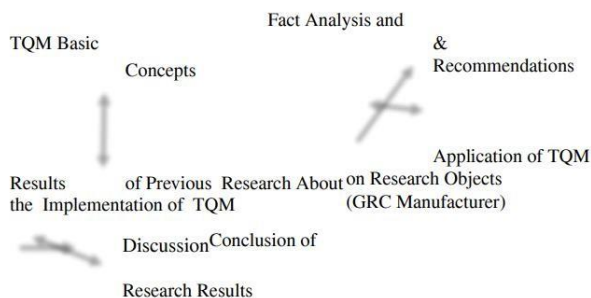 Fact Analysis and
TQM Basic
&
Concepts
Recommendations
Application of TQM
Results of Previous Research About on Research Objects
the Implementation of TQM (GRC Manufacturer)
Discussion Conclusion of
Research Results